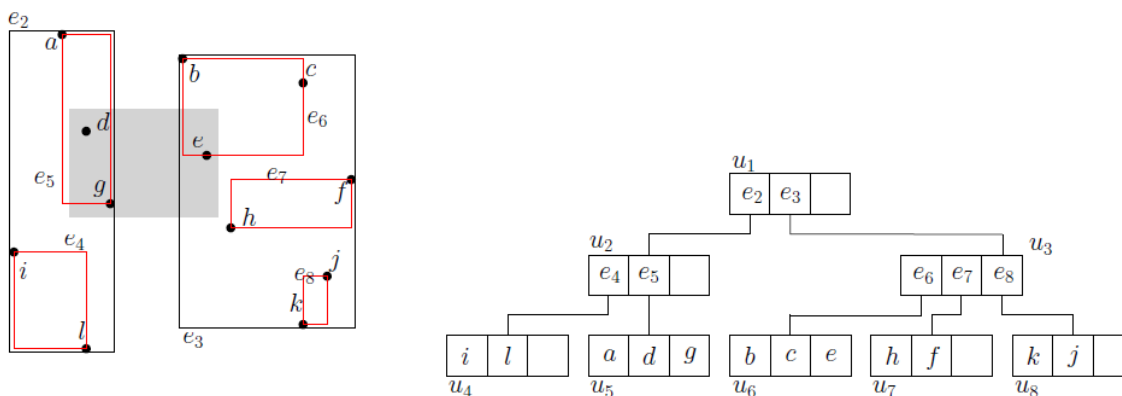 e2
a
b
c
d
e6
e
e5
g
e7
f
h
e4
i
j
e8
k
l
e3
u1
e2 e3
u2 u3
e4 e5 e6 e7 e8
i l a d g b c e h f k j
u4 u5 u6 u7 u8